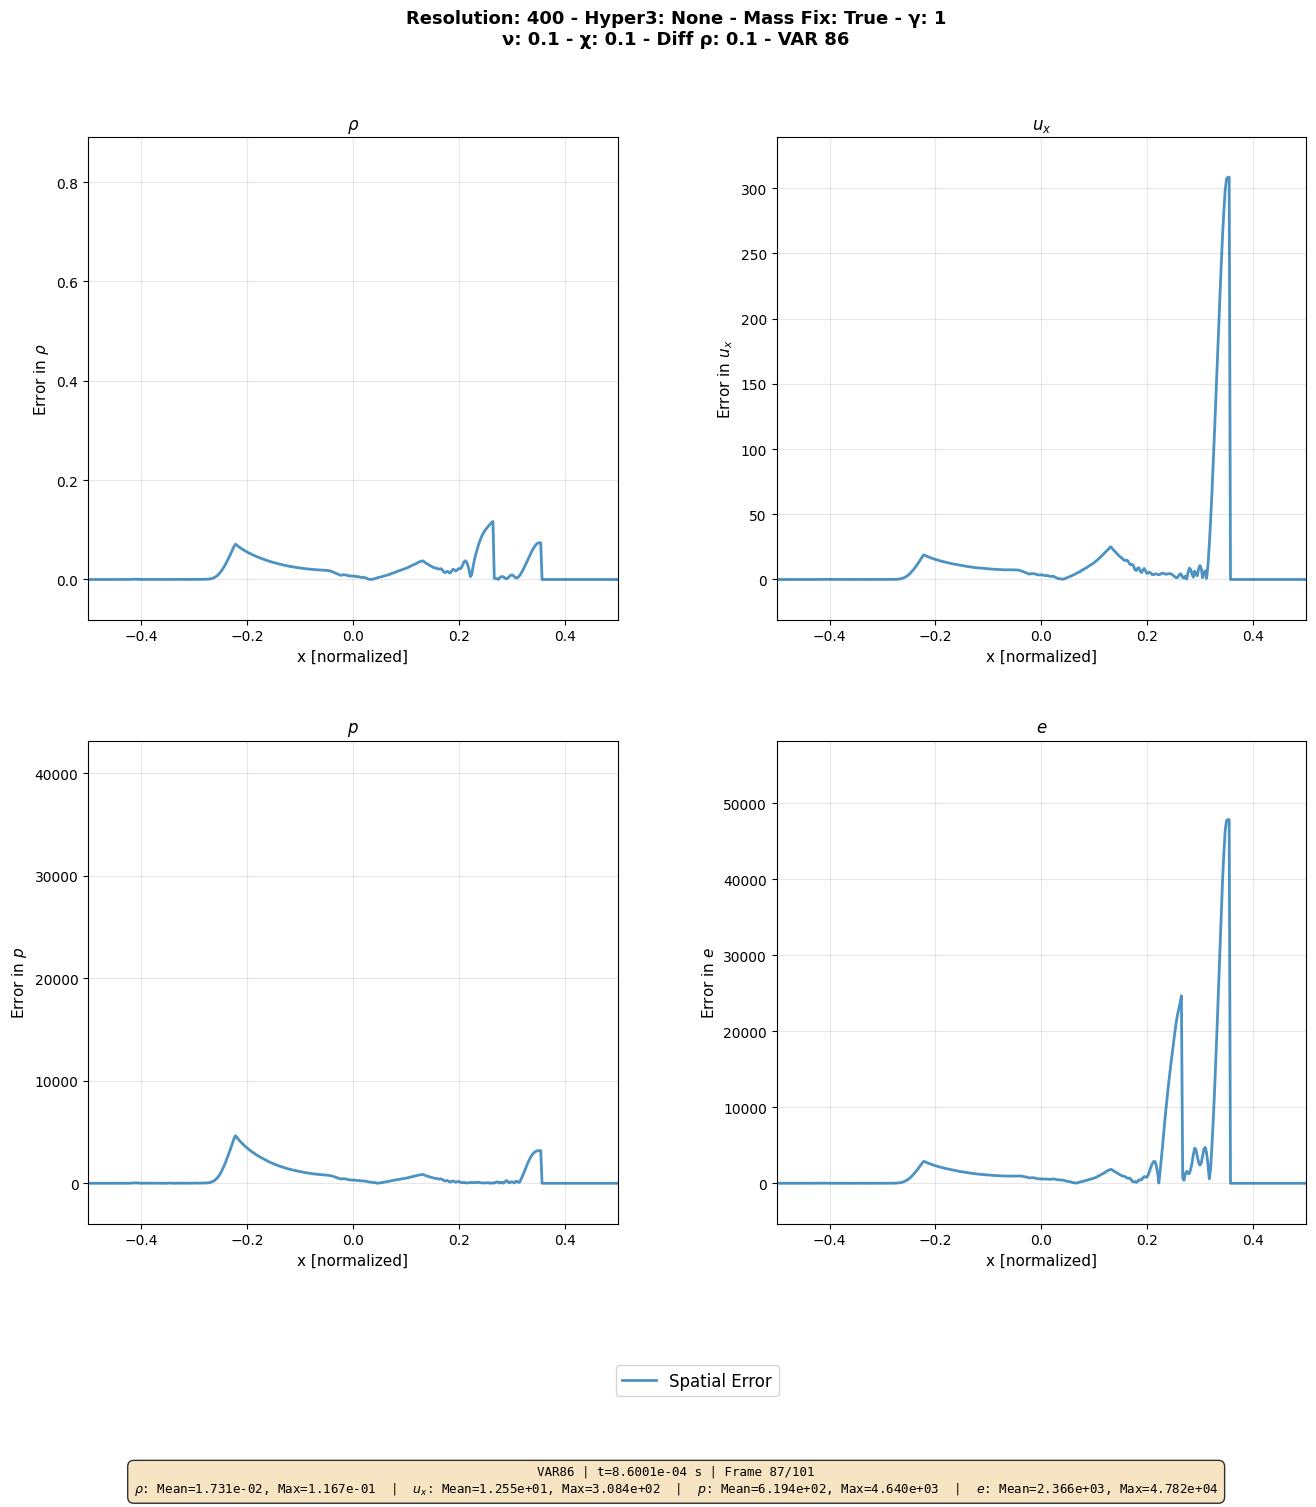 Resolution: 400 - Hyper3: None - Mass Fix: True - γ: 1
ν: 0.1 - χ: 0.1 - Diff ρ: 0.1 - VAR 86
ρ
0.8
0.6
0.4
0.2
0.0
Error in ρ
−0.4 −0.2 0.0 0.2 0.4
x [normalized]
u_x
300
250
200
150
100
50
0
Error in u_x
−0.4 −0.2 0.0 0.2 0.4
x [normalized]
p
40000
30000
20000
10000
0
Error in p
−0.4 −0.2 0.0 0.2 0.4
x [normalized]
e
50000
40000
30000
20000
10000
0
Error in e
−0.4 −0.2 0.0 0.2 0.4
x [normalized]
Spatial Error
VAR86 | t=8.6001e-04 s | Frame 87/101
ρ: Mean=1.731e-02, Max=1.167e-01 | u_x: Mean=1.255e+01, Max=3.084e+02 | p: Mean=6.194e+02, Max=4.640e+03 | e: Mean=2.366e+03, Max=4.782e+04